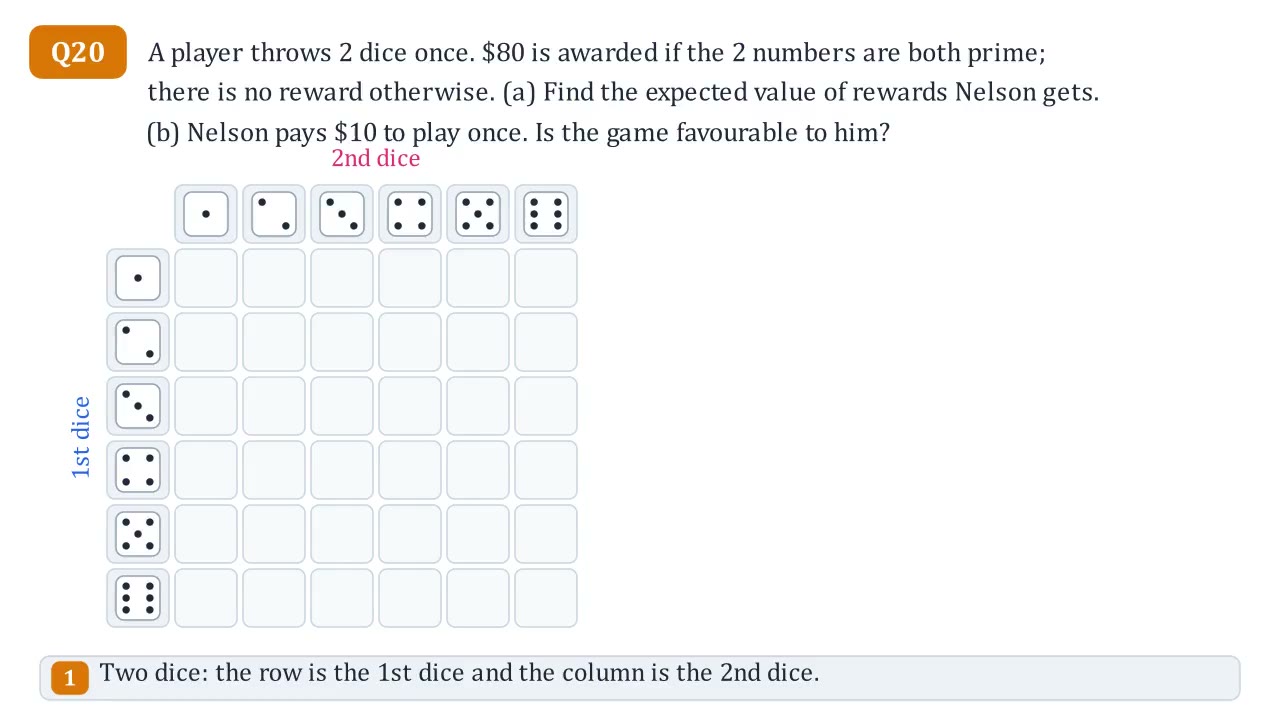 Q20
A player throws 2 dice once. $80 is awarded if the 2 numbers are both prime;
there is no reward otherwise. (a) Find the expected value of rewards Nelson gets.
(b) Nelson pays $10 to play once. Is the game favourable to him?
2nd dice
1st dice
1 Two dice: the row is the 1st dice and the column is the 2nd dice.